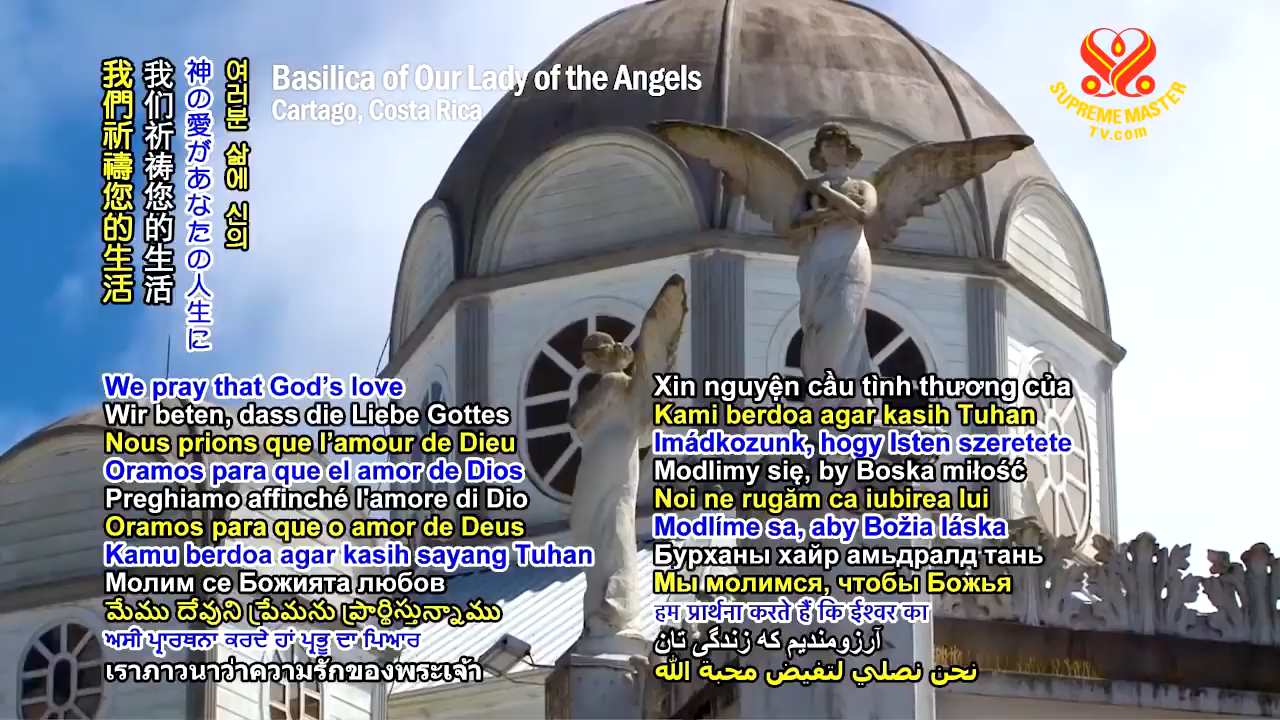 Basilica of Our Lady of the Angels
Cartago, Costa Rica
SUPREME MASTER
TV.com
我們祈禱您的生活
我们祈祷您的生活
神の愛があなたの人生に
여러분 삶에 신의
We pray that God’s love
Wir beten, dass die Liebe Gottes
Nous prions que l’amour de Dieu
Oramos para que el amor de Dios
Preghiamo affinché l'amore di Dio
Oramos para que o amor de Deus
Kamu berdoa agar kasih sayang Tuhan
Молим се Божията любов
మేము దేవుని ప్రేమను ప్రార్థిస్తున్నాము
ਅਸੀ ਪ੍ਰਾਰਥਨਾ ਕਰਦੇ ਹਾਂ ਪ੍ਰਭੂ ਦਾ ਪਿਆਰ
เราภาวนาว่าความรักของพระเจ้า
Xin nguyện cầu tình thương của
Kami berdoa agar kasih Tuhan
Imádkozunk, hogy Isten szeretete
Modlimy się, by Boska miłość
Noi ne rugăm ca iubirea lui
Modlíme sa, aby Božia láska
Бурханы хайр амьдралд тань
Мы молимся, чтобы Божья
हम प्रार्थना करते हैं कि ईश्वर का
آرزومندیم که زندگی تان
نحن نصلي لتفيض محبة الله